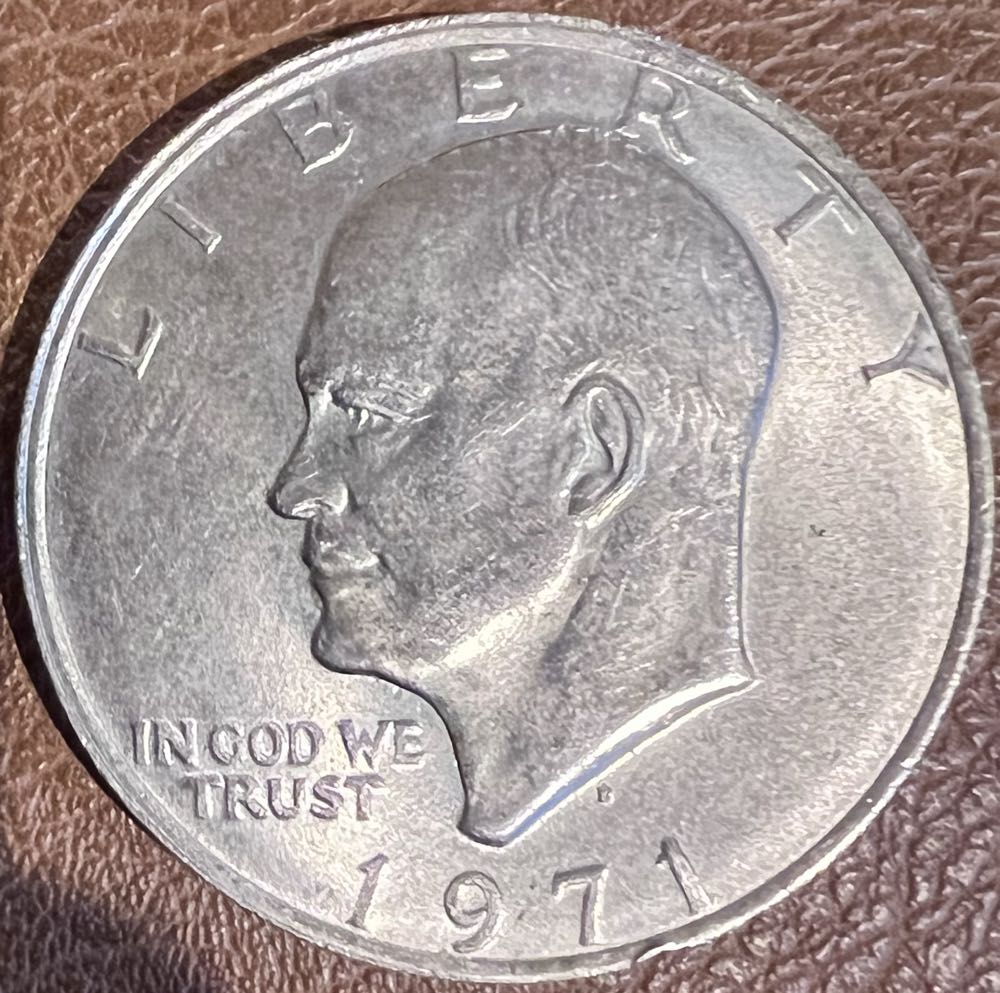 LIBERTY
IN GOD WE
TRUST
1971